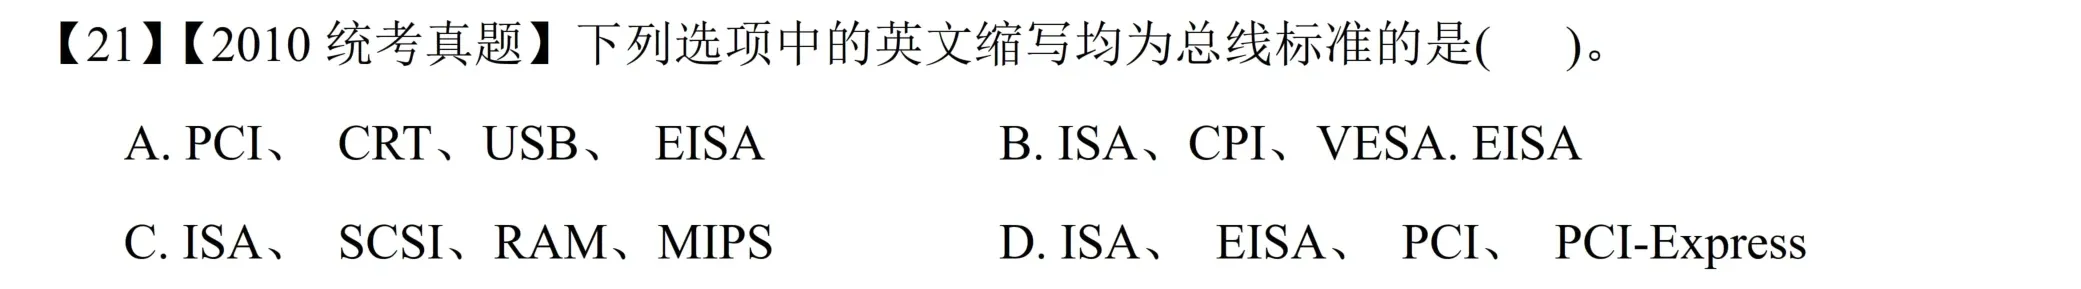 【21】【2010 统考真题】下列选项中的英文缩写均为总线标准的是(    )。
A. PCI、 CRT、USB、 EISA    B. ISA、CPI、VESA. EISA
C. ISA、 SCSI、RAM、MIPS    D. ISA、 EISA、 PCI、 PCI-Express